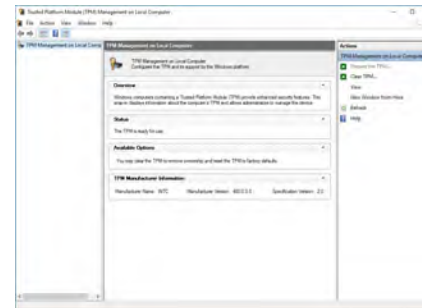 Trusted Platform Module (TPM) Management on Local Computer
File Action View Window Help
TPM Management on Local Comp
TPM Management on Local Computer
TPM Management on Local Computer
Configures the TPM and its support by the Windows platform
Overview
Windows computers containing a Trusted Platform Module (TPM) provide enhanced security features. This
snap-in displays information about the computer's TPM and allows administrators to manage the device.
Status
The TPM is ready for use.
Available Options
You may clear the TPM to remove ownership and reset the TPM to factory defaults.
TPM Manufacturer Information
Manufacturer Name: INTC Manufacturer Version: Specification Version: 2.0
Actions
TPM Management on Local Computer
Prepare the TPM...
Clear TPM...
View
New Window from Here
Refresh
Help